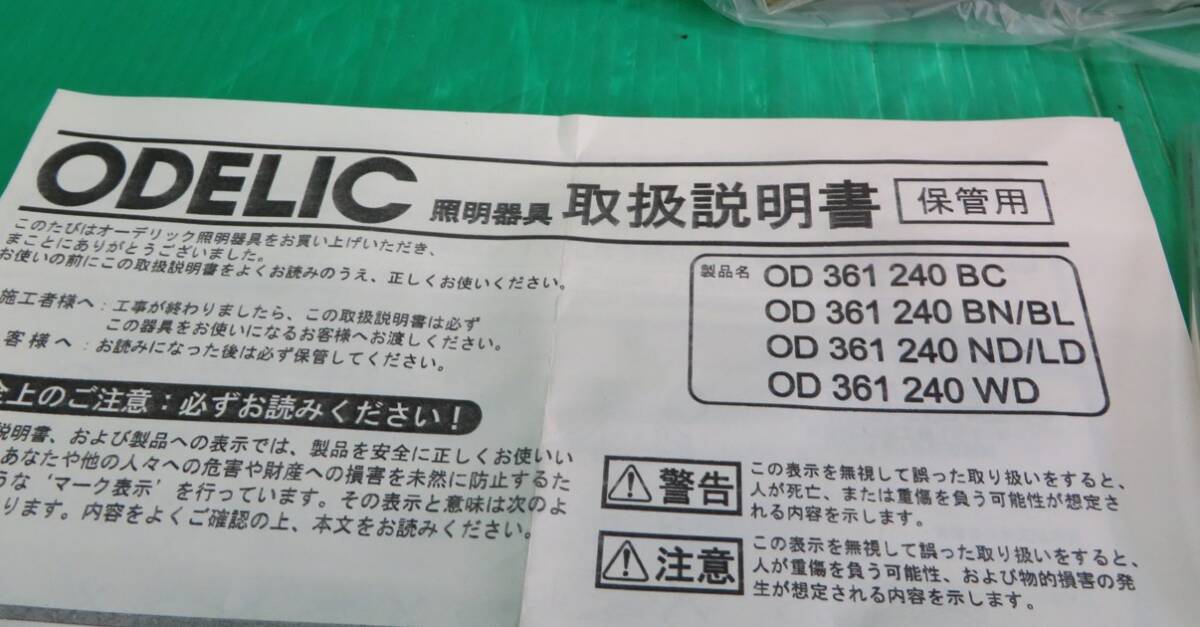 ODELIC 照明器具 取扱説明書 保管用
このたびはオーデリック照明器具をお買い上げいただき、
まことにありがとうございました。
お使いの前にこの取扱説明書をよくお読みのうえ、正しくお使いください。
施工者様へ：工事が終わりましたら、この取扱説明書は必ず
この器具をお使いになるお客様へお渡しください。
客様へ：お読みになった後は必ず保管してください。
全上のご注意：必ずお読みください！
説明書、および製品への表示では、製品を安全に正しくお使いい
あなたや他の人々への危害や財産への損害を未然に防止するた
うな'マーク表示'を行っています。その表示と意味は次のよ
ります。内容をよくご確認の上、本文をお読みください。
製品名 OD 361 240 BC
OD 361 240 BN/BL
OD 361 240 ND/LD
OD 361 240 WD
警告
この表示を無視して誤った取り扱いをすると、
人が死亡、または重傷を負う可能性が想定さ
れる内容を示します。
注意
この表示を無視して誤った取り扱いをすると、
人が重傷を負う可能性、および物的損害の発
生が想定される内容を示します。